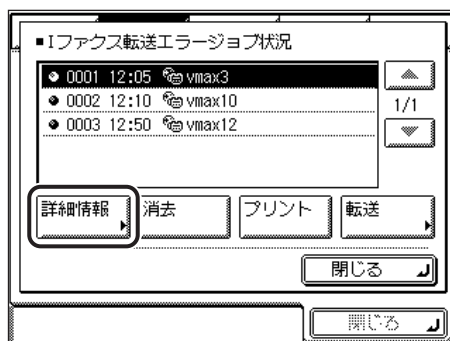 ■Iファクス転送エラージョブ状況
0001 12:05 vmax3
0002 12:10 vmax10
0003 12:50 vmax12
1/1
詳細情報 消去 プリント 転送
閉じる
閉じる